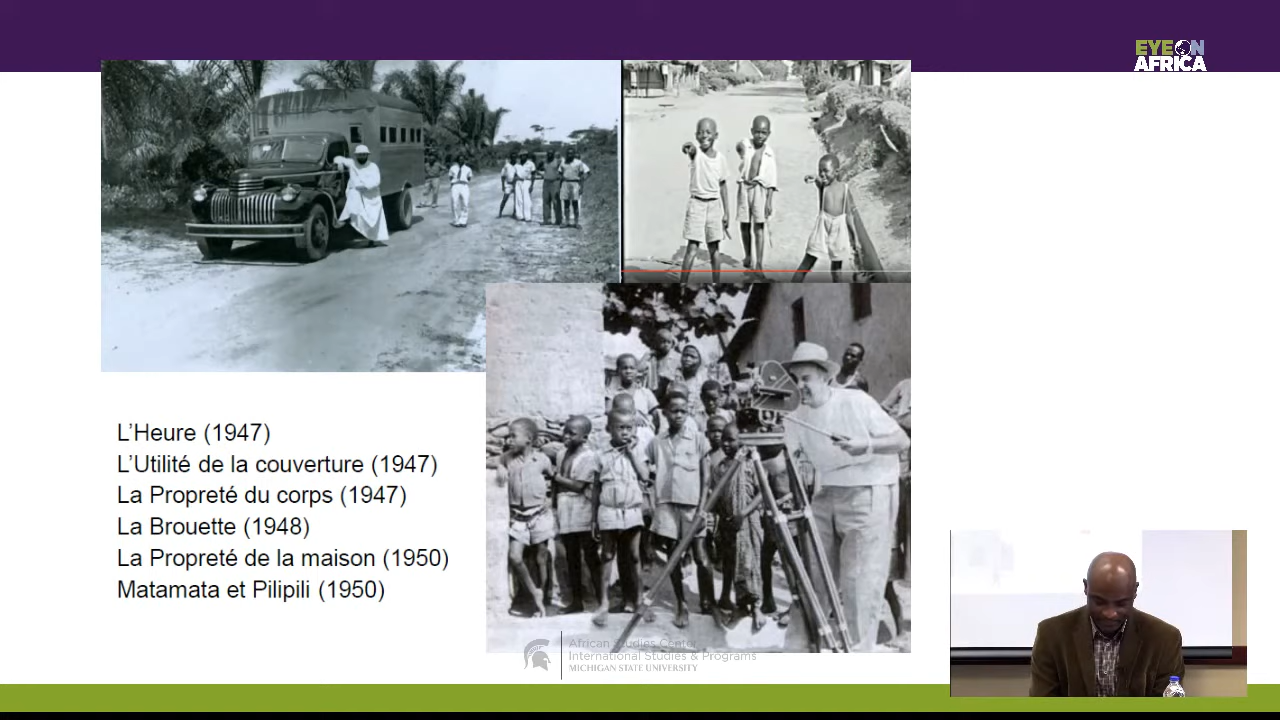 EYE ON
AFRICA
L'Heure (1947)
L'Utilité de la couverture (1947)
La Propreté du corps (1947)
La Brouette (1948)
La Propreté de la maison (1950)
Matamata et Pilipili (1950)
African Studies Center
International Studies & Programs
MICHIGAN STATE UNIVERSITY